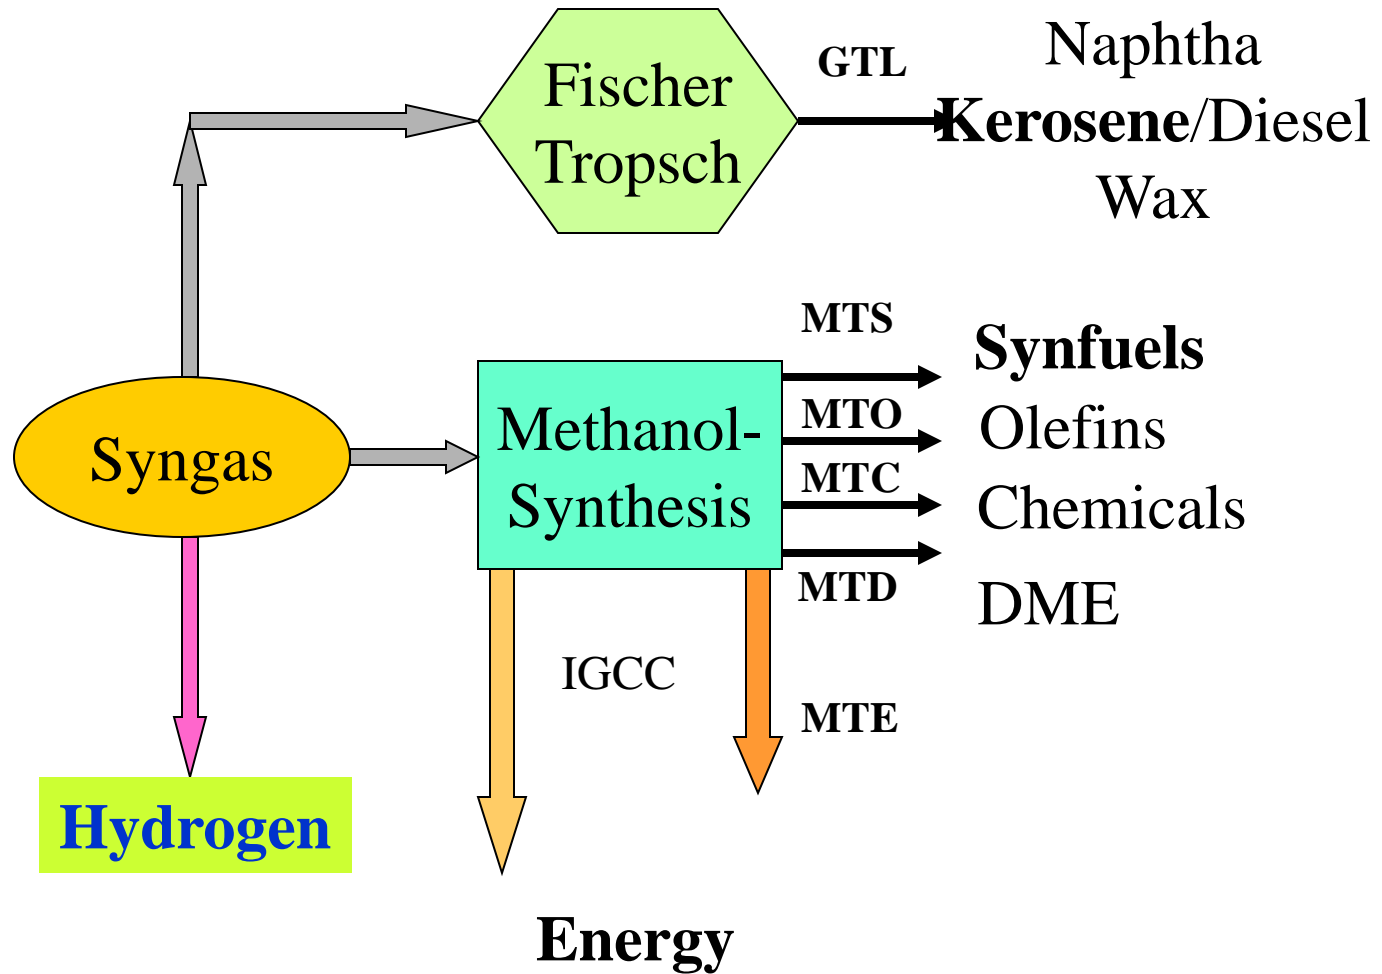 Fischer
Tropsch
GTL
Naphtha
Kerosene/Diesel
Wax
Syngas
Methanol-
Synthesis
MTS
Synfuels
MTO
Olefins
MTC
Chemicals
MTD
DME
IGCC
MTE
Hydrogen
Energy